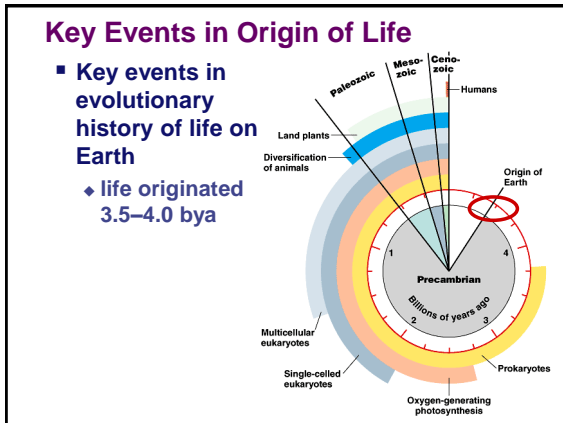 Key Events in Origin of Life
▪ Key events in
evolutionary
history of life on
Earth
◆ life originated
3.5–4.0 bya
Paleozoic
Meso-
zoic
Ceno-
zoic
Humans
Land plants
Diversification
of animals
Origin of
Earth
1
4
Precambrian
Billions of years ago
2
3
Multicellular
eukaryotes
Single-celled
eukaryotes
Prokaryotes
Oxygen-generating
photosynthesis